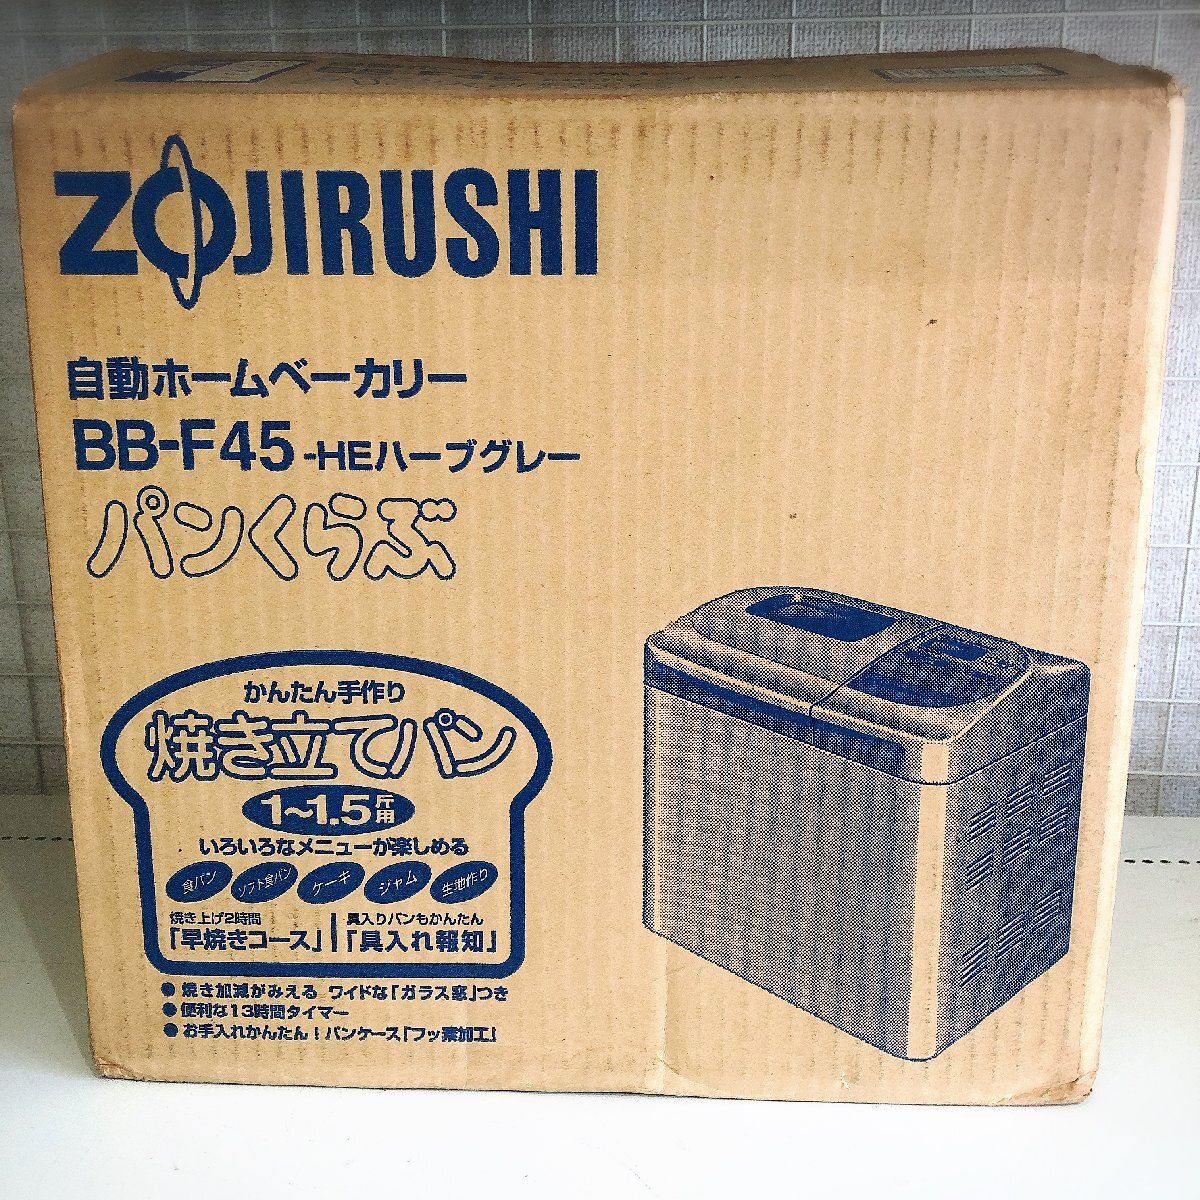 ZOJIRUSHI
自動ホームベーカリー
BB-F45-HEハーブグレー
パンくらぶ
かんたん手作り
焼き立てパン
1~1.5斤用
いろいろなメニューが楽しめる
食パン ソフト食パン ケーキ ジャム 生地作り
焼き上げ2時間 具入りパンもかんたん
「早焼きコース」 「具入れ報知」
●焼き加減がみえる ワイドな「ガラス窓」つき
●便利な13時間タイマー
●お手入れかんたん!パンケース「フッ素加工」